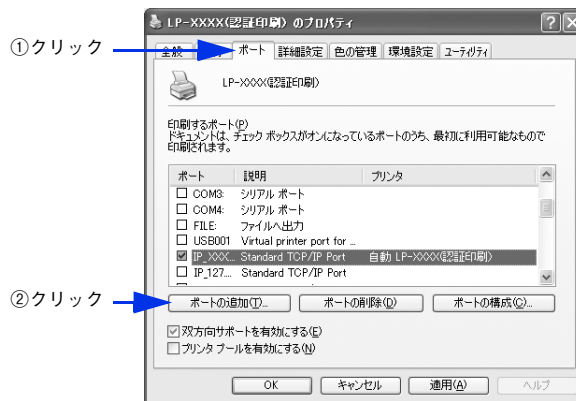 LP-XXXX(認証印刷) のプロパティ
①クリック
全般 ポート 詳細設定 色の管理 環境設定 ユーティリティ
LP-XXXX(認証印刷)
印刷するポート(P)
ドキュメントは、チェック ボックスがオンになっているポートのうち、最初に利用可能なもので
印刷されます。
ポート 説明 プリンタ
COM3: シリアル ポート
COM4: シリアル ポート
FILE: ファイルへ出力
USB001 Virtual printer port for ...
IP_XXX... Standard TCP/IP Port 自動 LP-XXXX(認証印刷)
IP_127.... Standard TCP/IP Port
②クリック
ポートの追加(T)... ポートの削除(D) ポートの構成(C)...
双方向サポートを有効にする(E)
プリンタ プールを有効にする(N)
OK キャンセル 適用(A) ヘルプ